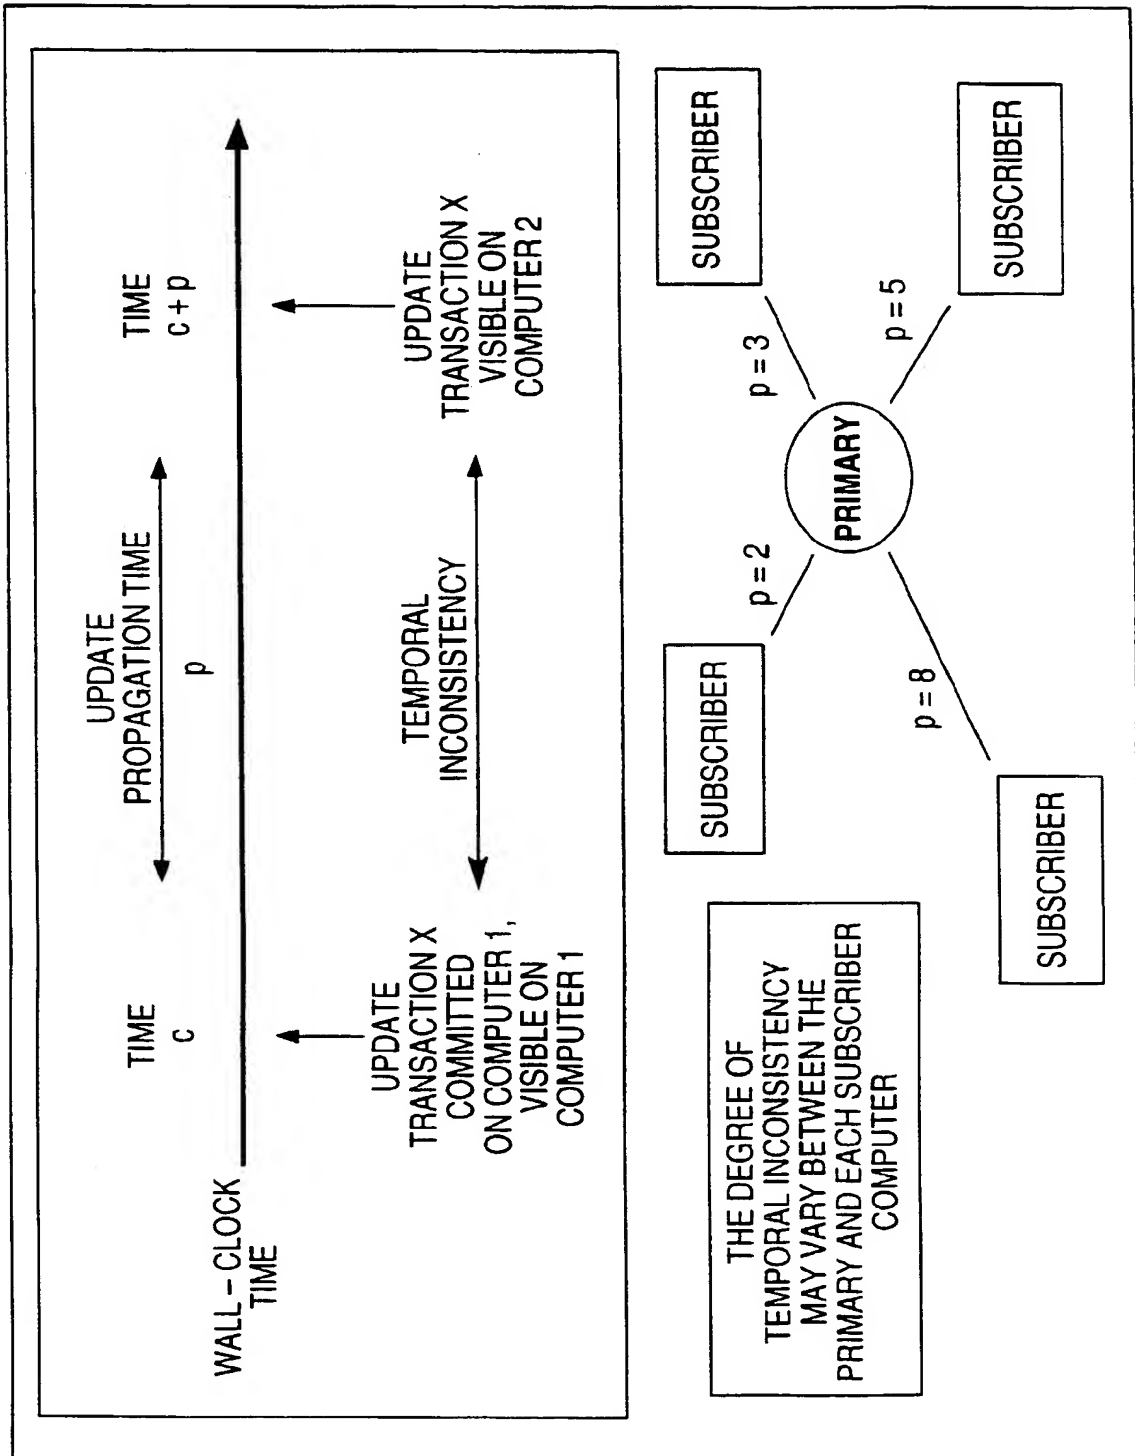 UPDATE
PROPAGATION TIME
TIME
c
p
TIME
c + p
WALL – CLOCK
TIME
UPDATE
TRANSACTION X
COMMITTED
ON COMPUTER 1,
VISIBLE ON
COMPUTER 1
TEMPORAL
INCONSISTENCY
UPDATE
TRANSACTION X
VISIBLE ON
COMPUTER 2
THE DEGREE OF
TEMPORAL INCONSISTENCY
MAY VARY BETWEEN THE
PRIMARY AND EACH SUBSCRIBER
COMPUTER
SUBSCRIBER
p = 2
p = 3
SUBSCRIBER
PRIMARY
SUBSCRIBER
p = 8
p = 5
SUBSCRIBER